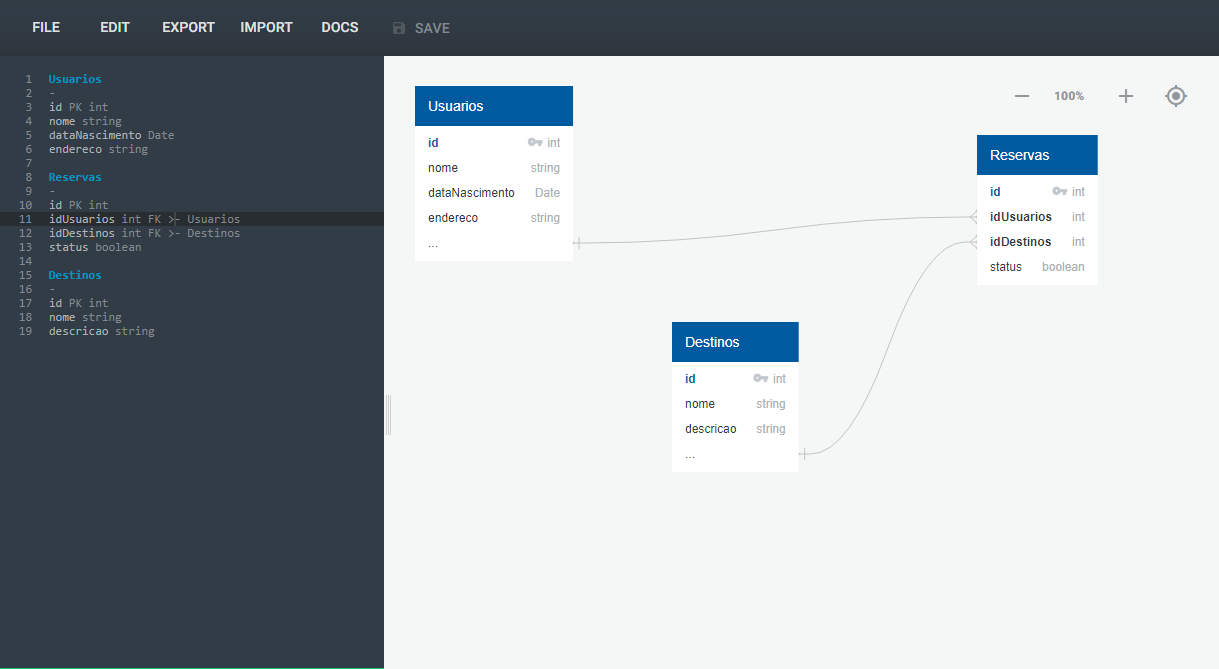 FILE EDIT EXPORT IMPORT DOCS SAVE
1 Usuarios
2 -
3 id PK int
4 nome string
5 dataNascimento Date
6 endereco string
7
8 Reservas
9 -
10 id PK int
11 idUsuarios int FK >- Usuarios
12 idDestinos int FK >- Destinos
13 status boolean
14
15 Destinos
16 -
17 id PK int
18 nome string
19 descricao string
100%
Usuarios
id int
nome string
dataNascimento Date
endereco string
...
Reservas
id int
idUsuarios int
idDestinos int
status boolean
Destinos
id int
nome string
descricao string
...